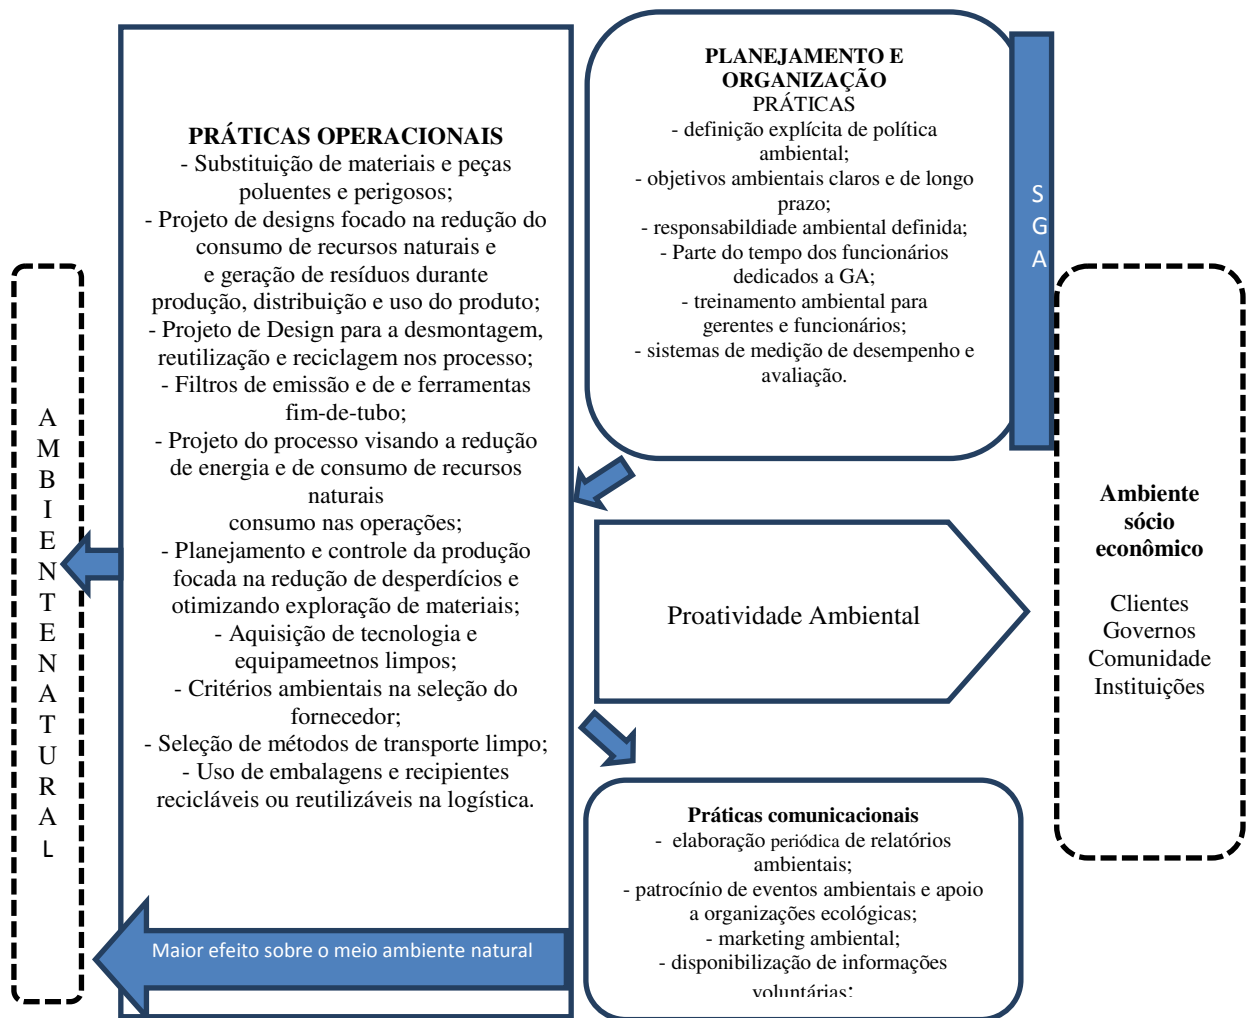 AMBIENTE NATURAL
PRÁTICAS OPERACIONAIS
- Substituição de materiais e peças
poluentes e perigosos;
- Projeto de designs focado na redução do
consumo de recursos naturais e
e geração de resíduos durante
produção, distribuição e uso do produto;
- Projeto de Design para a desmontagem,
reutilização e reciclagem nos processo;
- Filtros de emissão e de e ferramentas
fim-de-tubo;
- Projeto do processo visando a redução
de energia e de consumo de recursos
naturais
consumo nas operações;
- Planejamento e controle da produção
focada na redução de desperdícios e
otimizando exploração de materiais;
- Aquisição de tecnologia e
equipameetnos limpos;
- Critérios ambientais na seleção do
fornecedor;
- Seleção de métodos de transporte limpo;
- Uso de embalagens e recipientes
recicláveis ou reutilizáveis na logística.
Maior efeito sobre o meio ambiente natural
PLANEJAMENTO E
ORGANIZAÇÃO
PRÁTICAS
- definição explícita de política
ambiental;
- objetivos ambientais claros e de longo
prazo;
- responsabildiade ambiental definida;
- Parte do tempo dos funcionários
dedicados a GA;
- treinamento ambiental para
gerentes e funcionários;
- sistemas de medição de desempenho e
avaliação.
SGA
Proatividade Ambiental
Práticas comunicacionais
- elaboração periódica de relatórios
ambientais;
- patrocínio de eventos ambientais e apoio
a organizações ecológicas;
- marketing ambiental;
- disponibilização de informações
voluntárias;
Ambiente
sócio
econômico
Clientes
Governos
Comunidade
Instituições